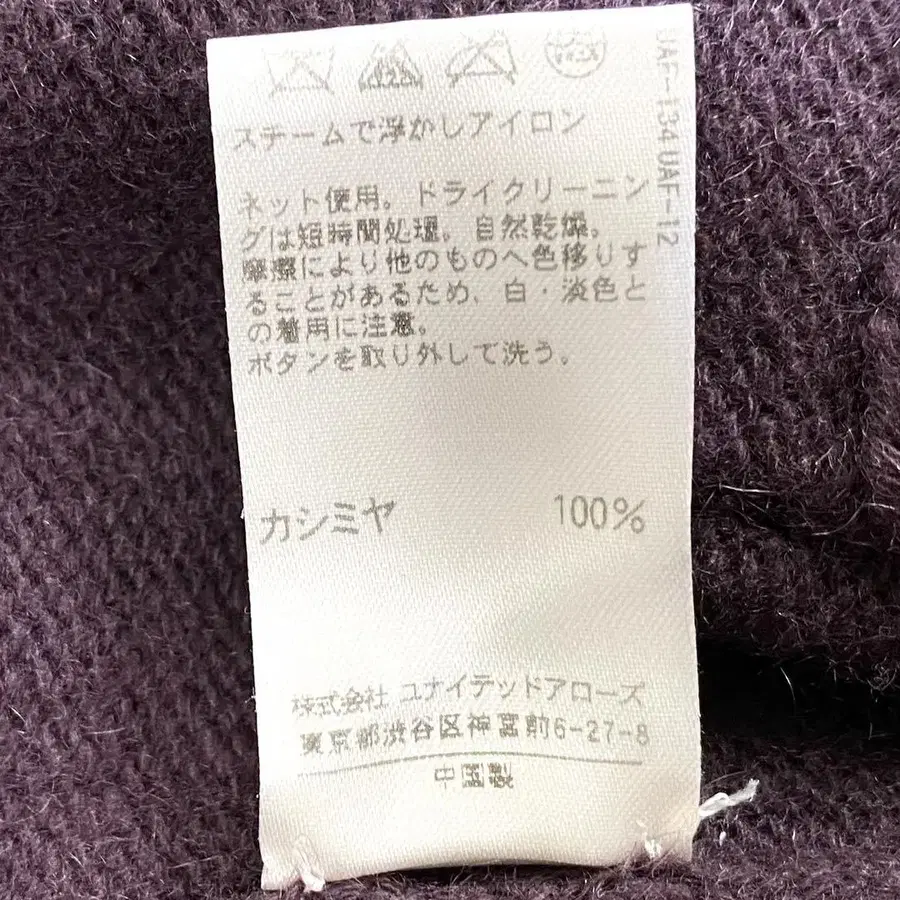 スチームで浮かしアイロン
ネット使用。ドライクリーニン
グは短時間処理。自然乾燥。
摩擦により他のものへ色移りす
ることがあるため、白・淡色と
の着用に注意。
ボタンを取り外して洗う。
カシミヤ 100%
株式会社 ユナイテッドアローズ
東京都渋谷区神宮前6-27-8
中国製
UAF-134 UAF-12